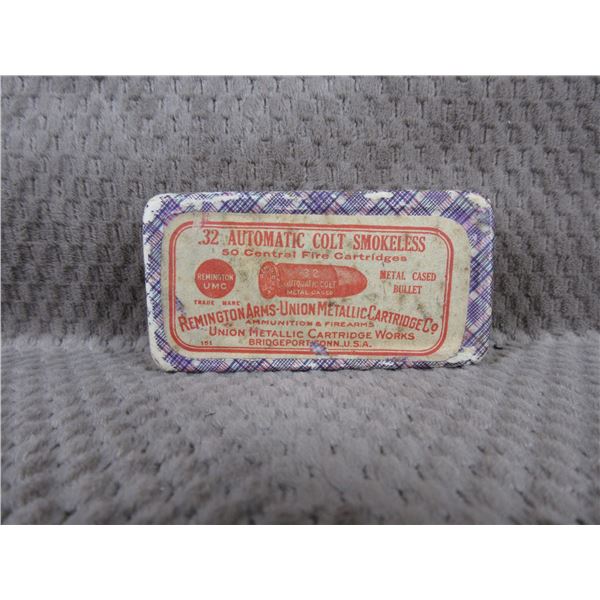 .32 AUTOMATIC COLT SMOKELESS
50 Central Fire Cartridges
REMINGTON
UMC
TRADE MARK
32
AUTOMATIC COLT
METAL CASED
METAL CASED
BULLET
REMINGTON ARMS-UNION METALLIC CARTRIDGE CO
AMMUNITION & FIREARMS
UNION METALLIC CARTRIDGE WORKS
151
BRIDGEPORT, CONN. U.S.A.